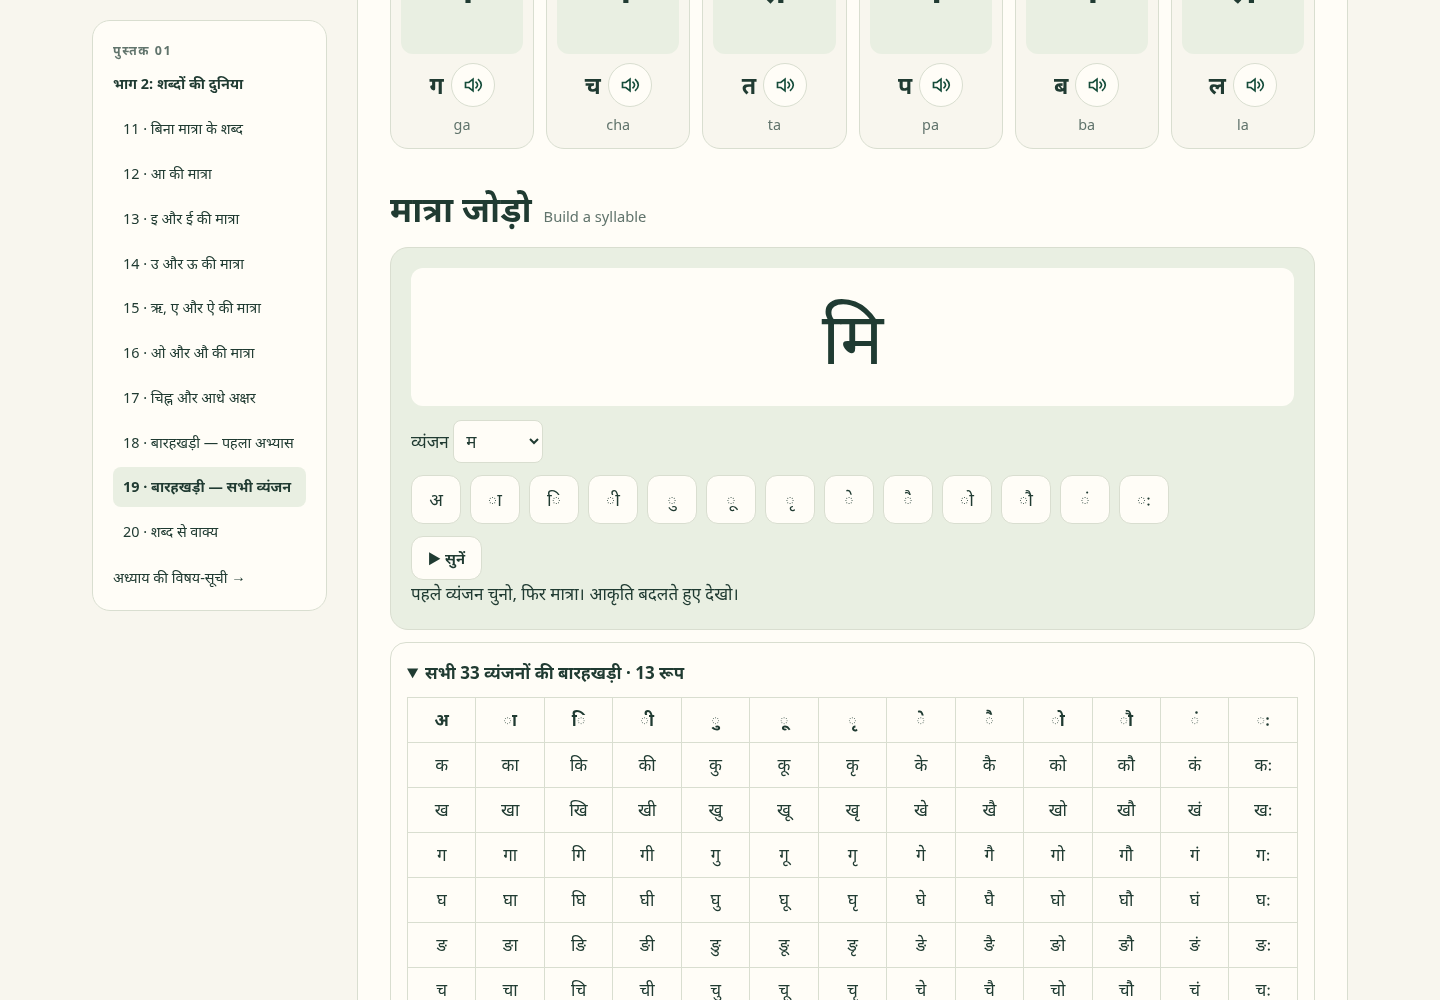 पुस्तक 01
भाग 2: शब्दों की दुनिया
11 · बिना मात्रा के शब्द
12 · आ की मात्रा
13 · इ और ई की मात्रा
14 · उ और ऊ की मात्रा
15 · ऋ, ए और ऐ की मात्रा
16 · ओ और औ की मात्रा
17 · चिह्न और आधे अक्षर
18 · बारहखड़ी — पहला अभ्यास
19 · बारहखड़ी — सभी व्यंजन
20 · शब्द से वाक्य
अध्याय की विषय-सूची →
ग च त प ब ल
ga cha ta pa ba la
मात्रा जोड़ो Build a syllable
मि
व्यंजन म
अ ा ि ी ु ू ृ े ै ो ौ ं ः
▶ सुनें
पहले व्यंजन चुनो, फिर मात्रा। आकृति बदलते हुए देखो।
▼ सभी 33 व्यंजनों की बारहखड़ी · 13 रूप
अ ा ि ी ु ू ृ े ै ो ौ ं ः
क का कि की कु कू कृ के कै को कौ कं कः
ख खा खि खी खु खू खृ खे खै खो खौ खं खः
ग गा गि गी गु गू गृ गे गै गो गौ गं गः
घ घा घि घी घु घू घृ घे घै घो घौ घं घः
ङ ङा ङि ङी ङु ङू ङृ ङे ङै ङो ङौ ङं ङः
च चा चि ची चु चू चृ चे चै चो चौ चं चः